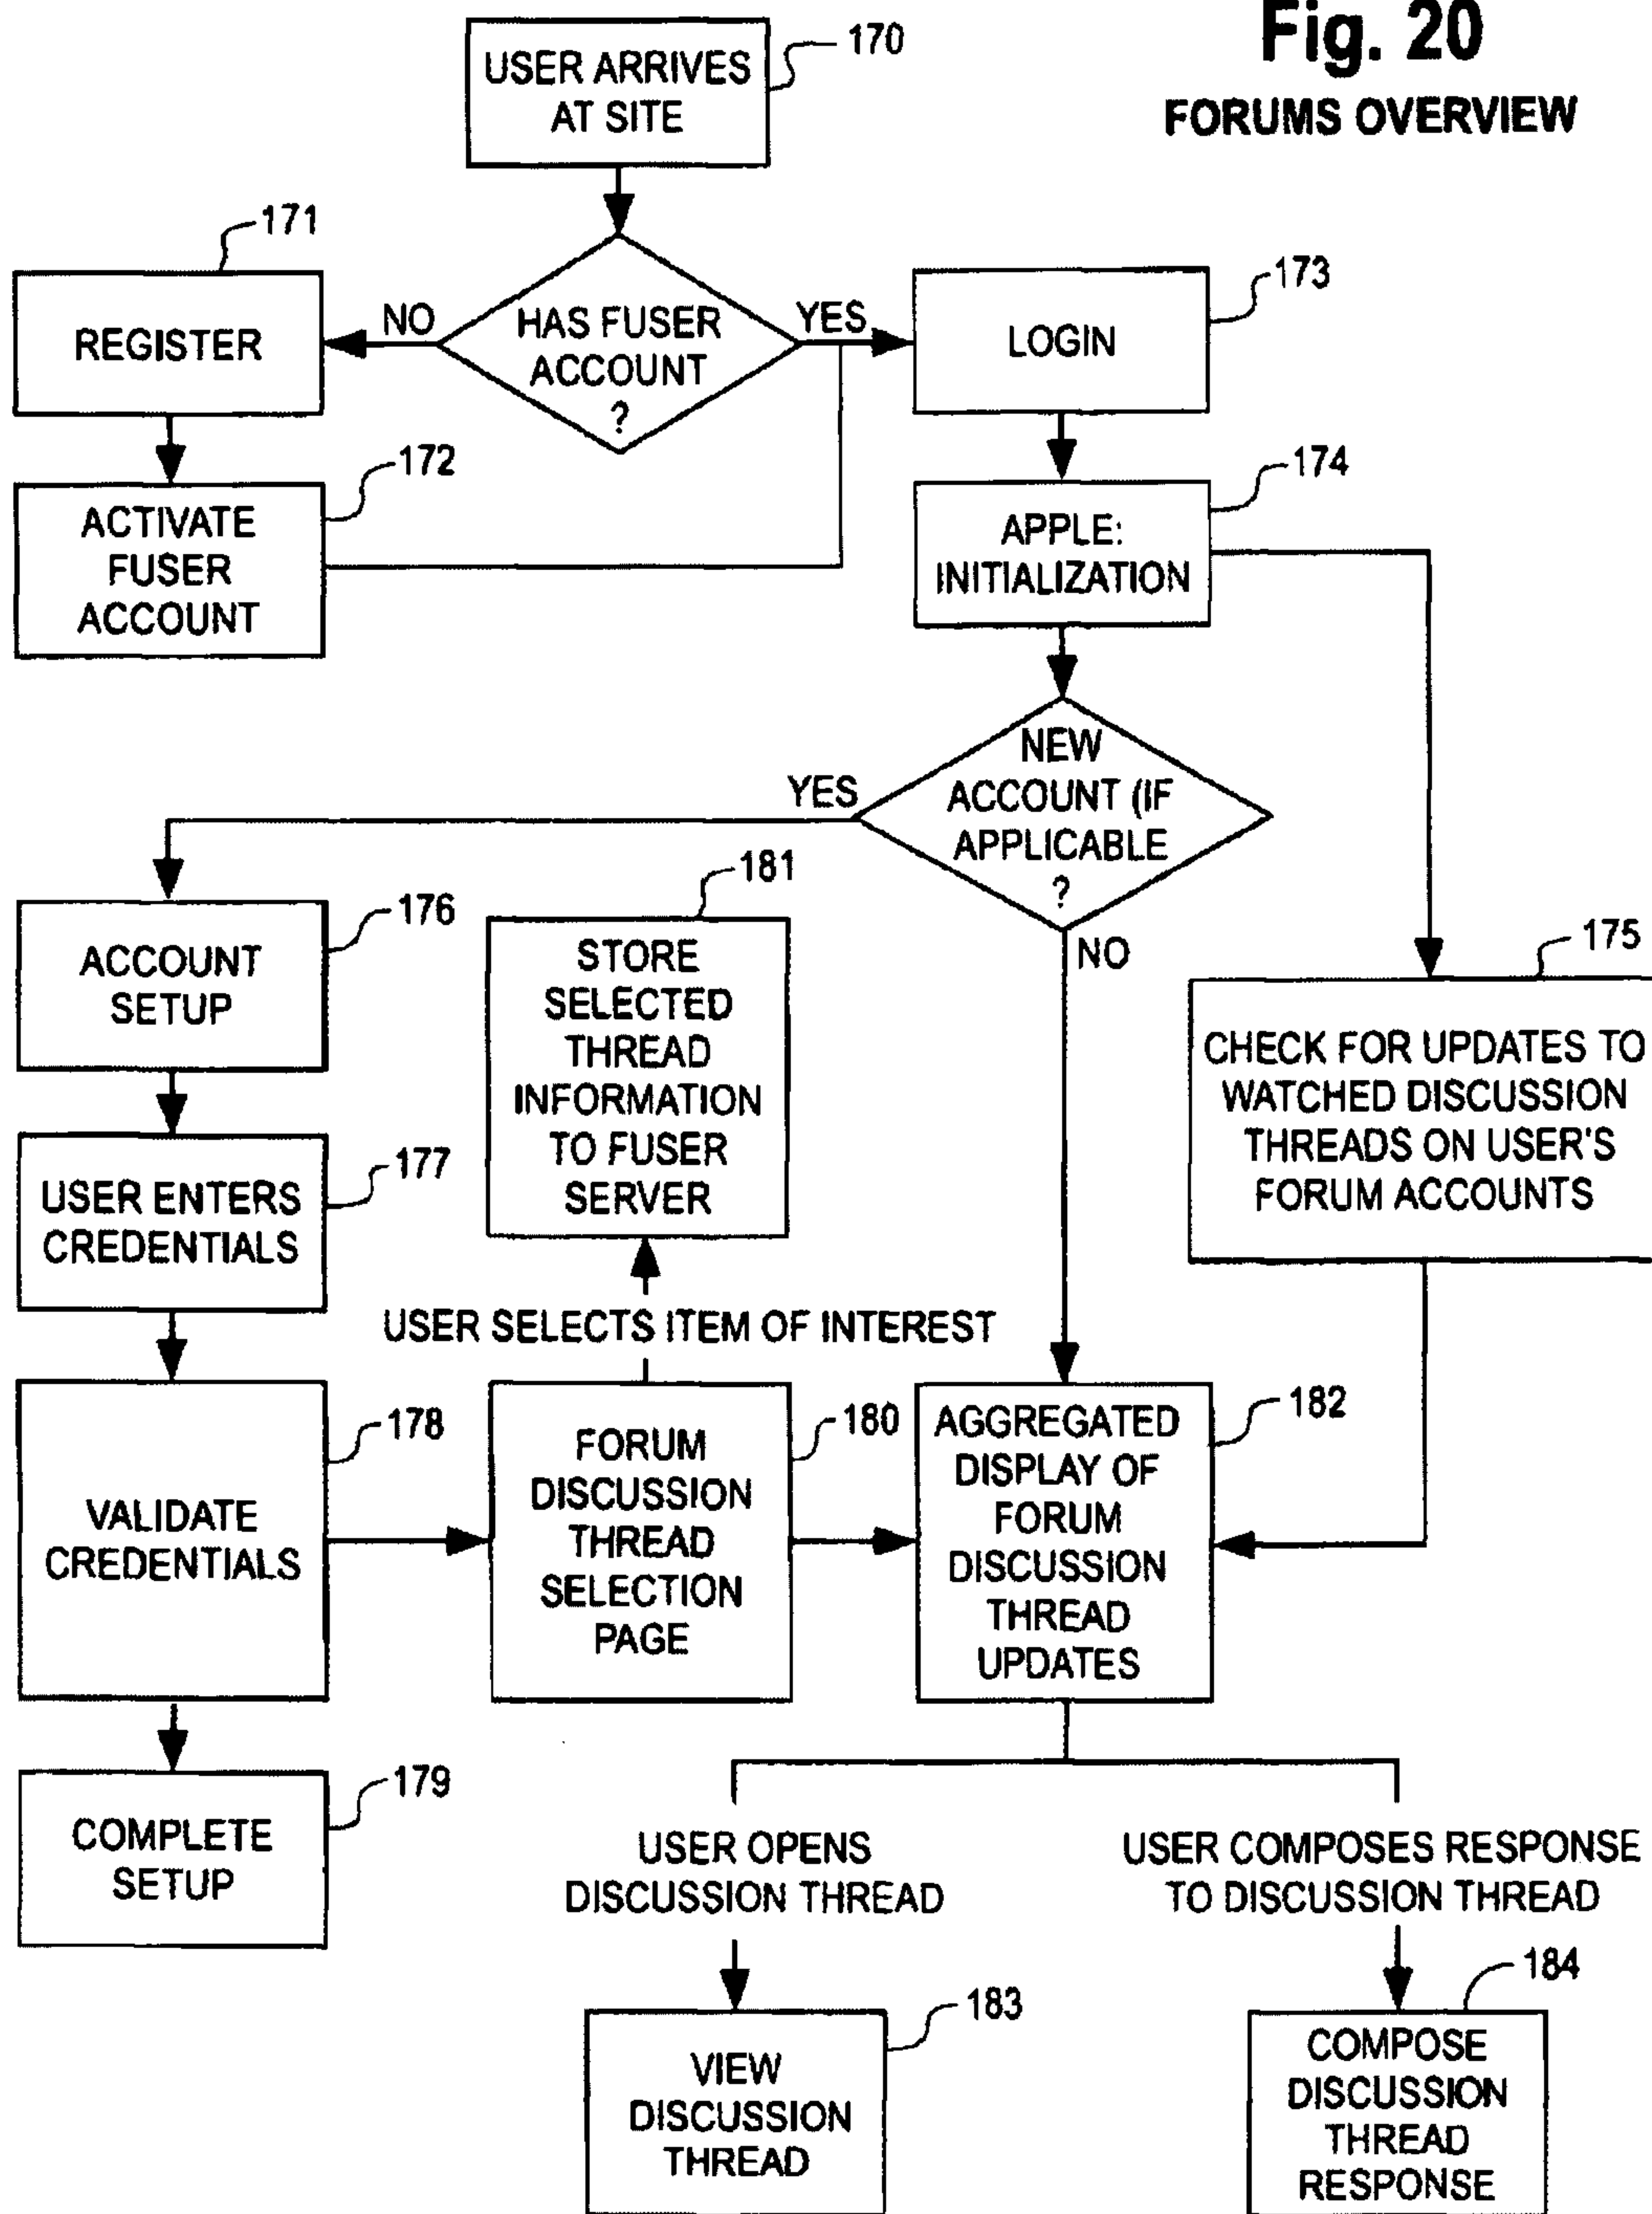 Fig. 20
FORUMS OVERVIEW
USER ARRIVES
AT SITE
170
171
REGISTER
NO
HAS FUSER
ACCOUNT
?
YES
LOGIN
173
172
ACTIVATE
FUSER
ACCOUNT
APPLE:
INITIALIZATION
174
NEW
ACCOUNT (IF
APPLICABLE
?
YES
NO
176
ACCOUNT
SETUP
181
STORE
SELECTED
THREAD
INFORMATION
TO FUSER
SERVER
175
CHECK FOR UPDATES TO
WATCHED DISCUSSION
THREADS ON USER'S
FORUM ACCOUNTS
177
USER ENTERS
CREDENTIALS
USER SELECTS ITEM OF INTEREST
178
VALIDATE
CREDENTIALS
180
FORUM
DISCUSSION
THREAD
SELECTION
PAGE
182
AGGREGATED
DISPLAY OF
FORUM
DISCUSSION
THREAD
UPDATES
179
COMPLETE
SETUP
USER OPENS
DISCUSSION THREAD
USER COMPOSES RESPONSE
TO DISCUSSION THREAD
183
VIEW
DISCUSSION
THREAD
184
COMPOSE
DISCUSSION
THREAD
RESPONSE